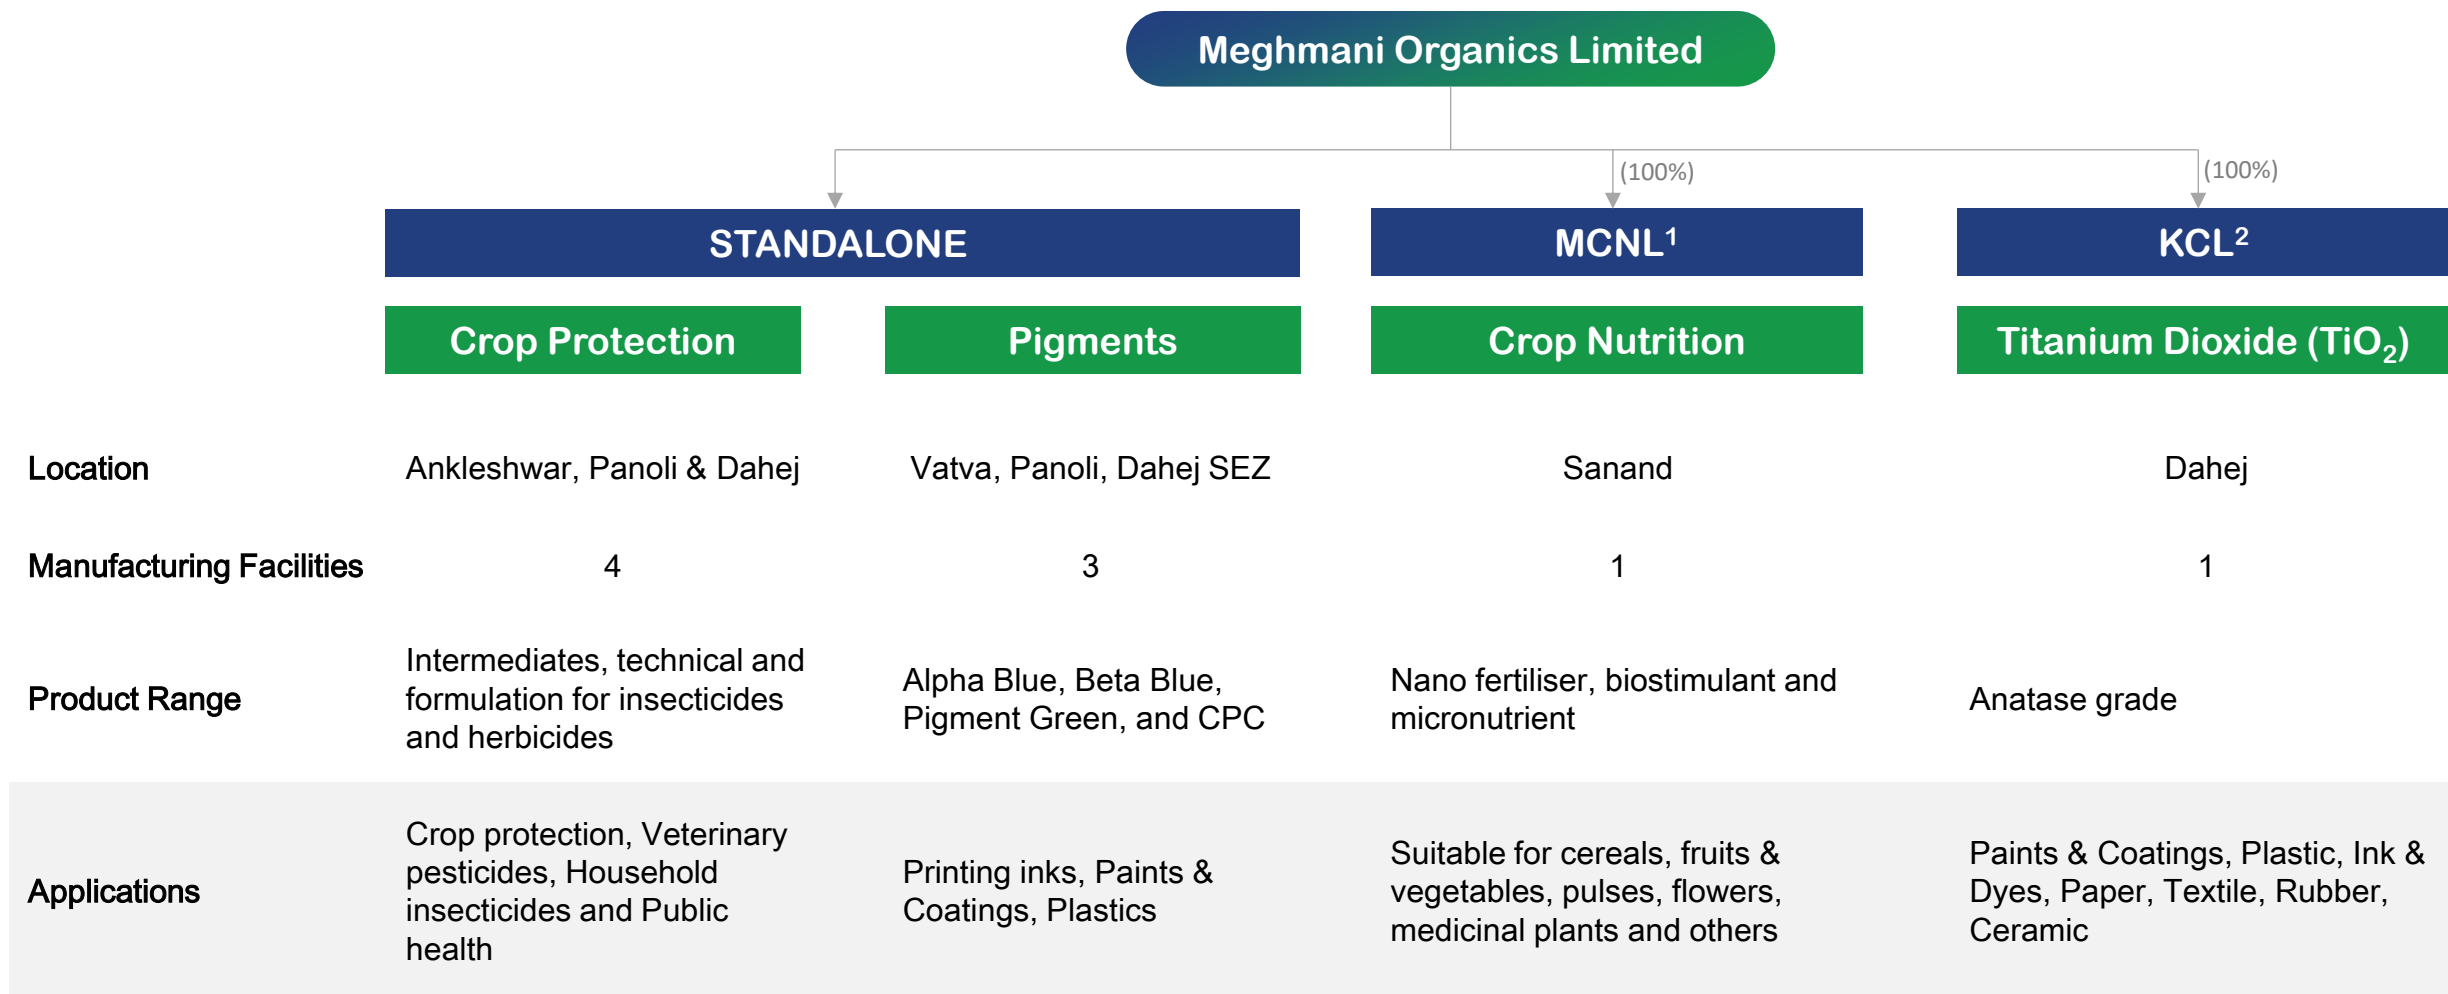 Meghmani Organics Limited
(100%)
(100%)
STANDALONE
MCNL¹
KCL²
Crop Protection
Pigments
Crop Nutrition
Titanium Dioxide (TiO₂)
Location
Ankleshwar, Panoli & Dahej
Vatva, Panoli, Dahej SEZ
Sanand
Dahej
Manufacturing Facilities
4
3
1
1
Product Range
Intermediates, technical and
formulation for insecticides
and herbicides
Alpha Blue, Beta Blue,
Pigment Green, and CPC
Nano fertiliser, biostimulant and
micronutrient
Anatase grade
Applications
Crop protection, Veterinary
pesticides, Household
insecticides and Public
health
Printing inks, Paints &
Coatings, Plastics
Suitable for cereals, fruits &
vegetables, pulses, flowers,
medicinal plants and others
Paints & Coatings, Plastic, Ink &
Dyes, Paper, Textile, Rubber,
Ceramic